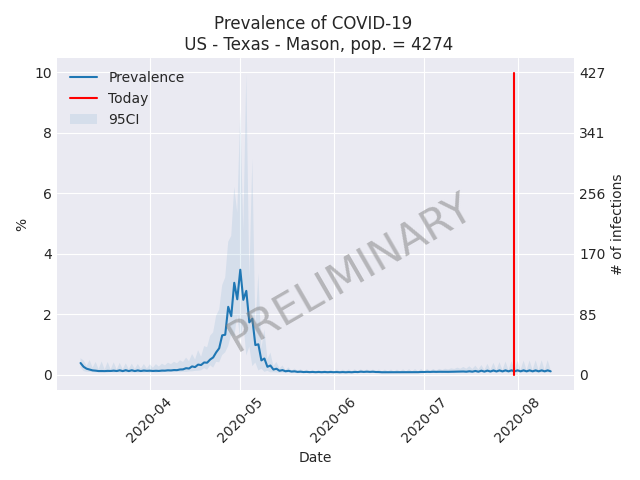 Prevalence of COVID-19
US - Texas - Mason, pop. = 4274
Prevalence
Today
95CI
10
8
6
4
2
0
%
427
341
256
170
85
0
# of infections
PRELIMINARY
2020-04
2020-05
2020-06
2020-07
2020-08
Date